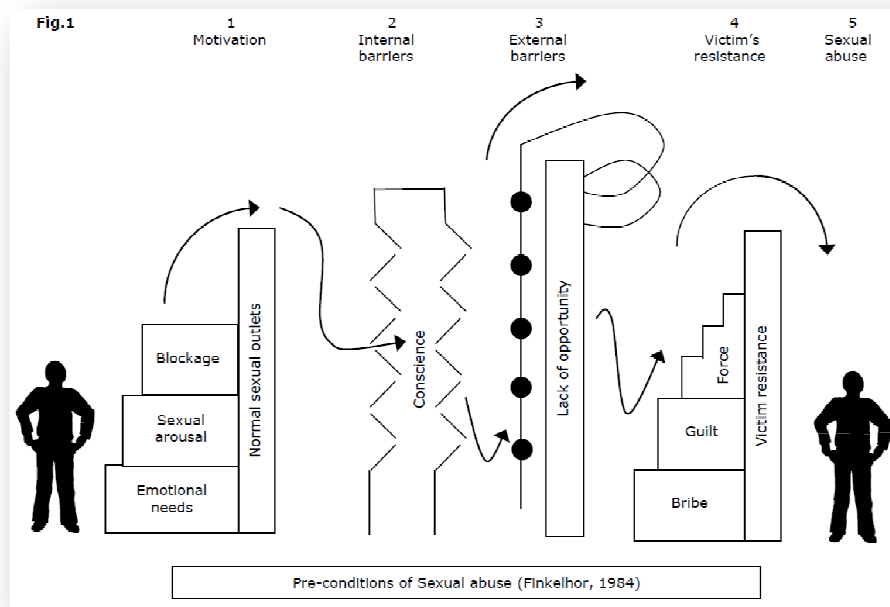 Fig.1
1
Motivation
2
Internal
barriers
3
External
barriers
4
Victim's
resistance
5
Sexual
abuse
Blockage
Sexual
arousal
Emotional
needs
Normal sexual outlets
Conscience
Lack of opportunity
Force
Guilt
Bribe
Victim resistance
Pre-conditions of Sexual abuse (Finkelhor, 1984)